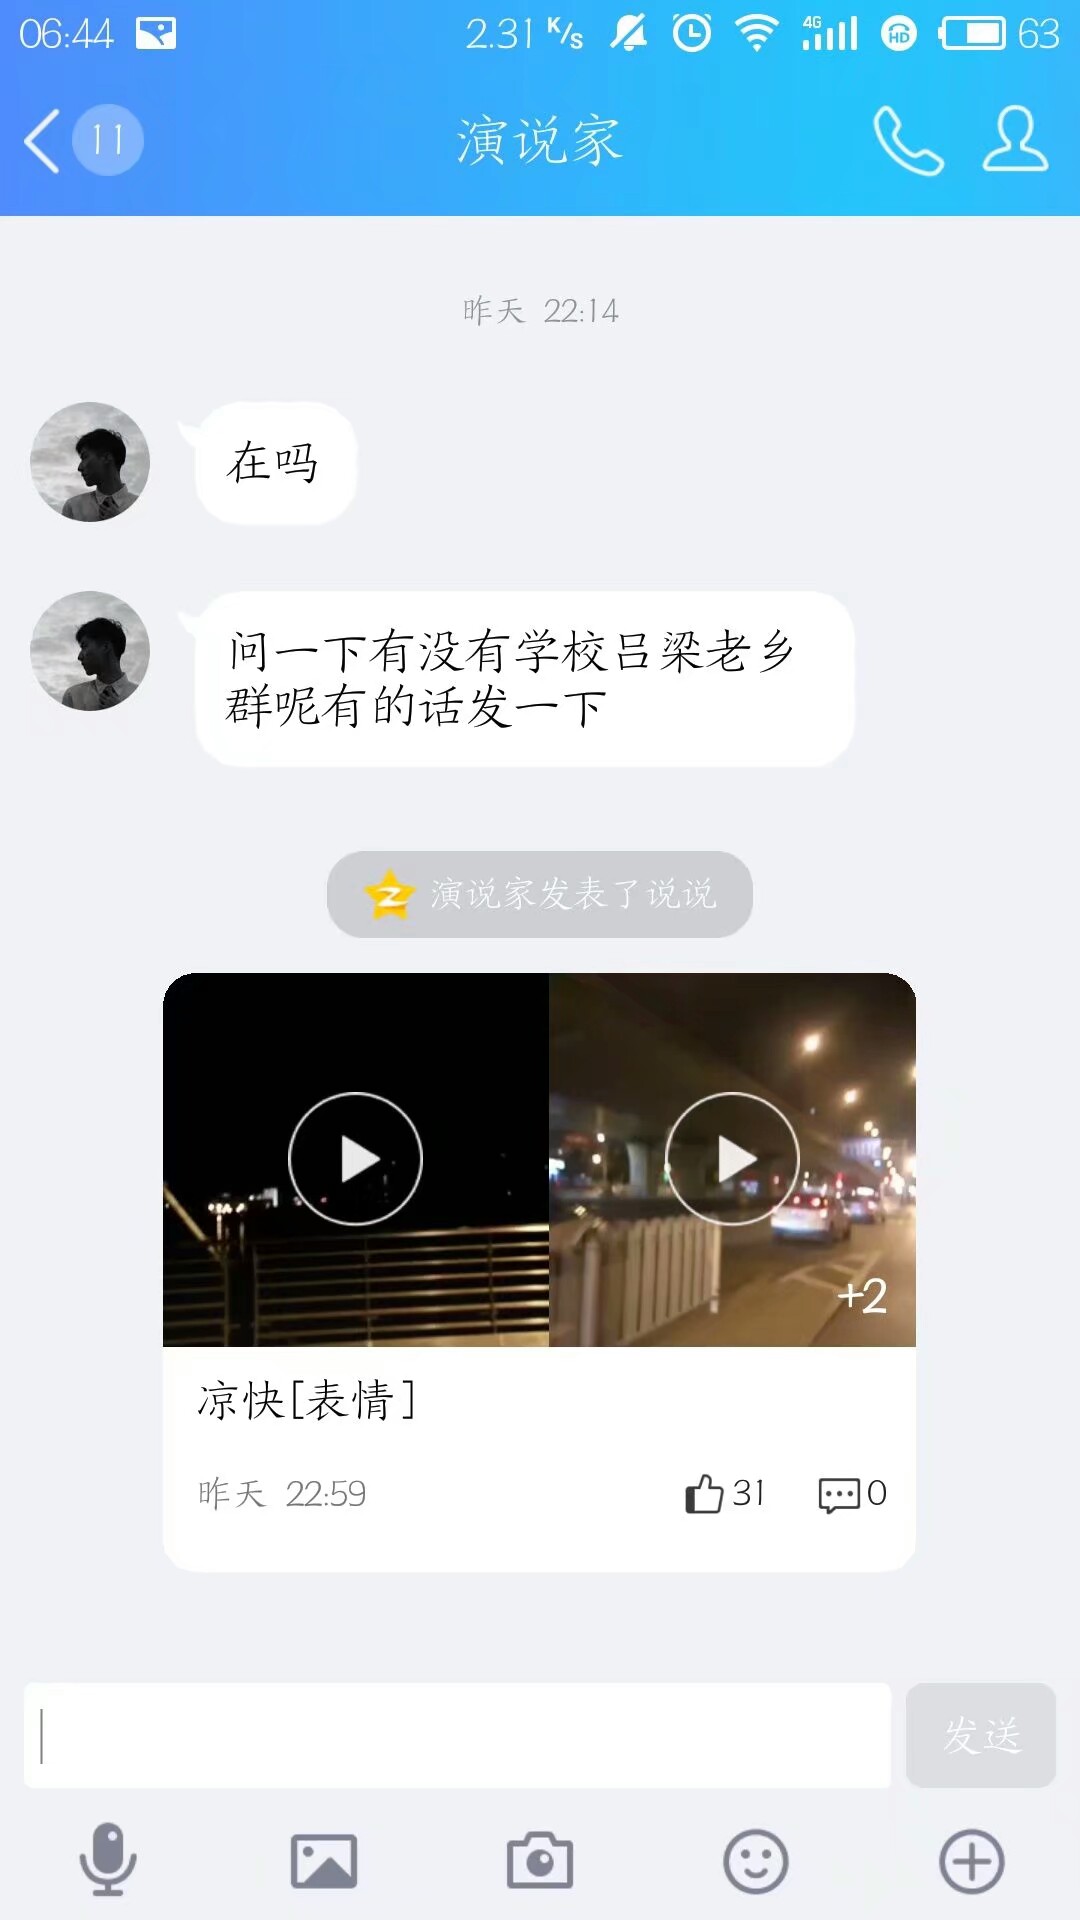 06:44 2.31 K/s 4G HD 63
11 演说家
昨天 22:14
在吗
问一下有没有学校吕梁老乡
群呢有的话发一下
演说家发表了说说
+2
凉快[表情]
昨天 22:59 31 0
发送